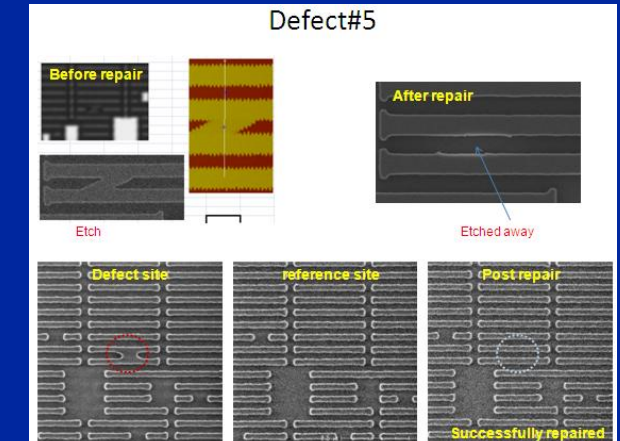 Defect#5
Before repair
After repair
Etch
Etched away
Defect site
reference site
Post repair
Successfully repaired